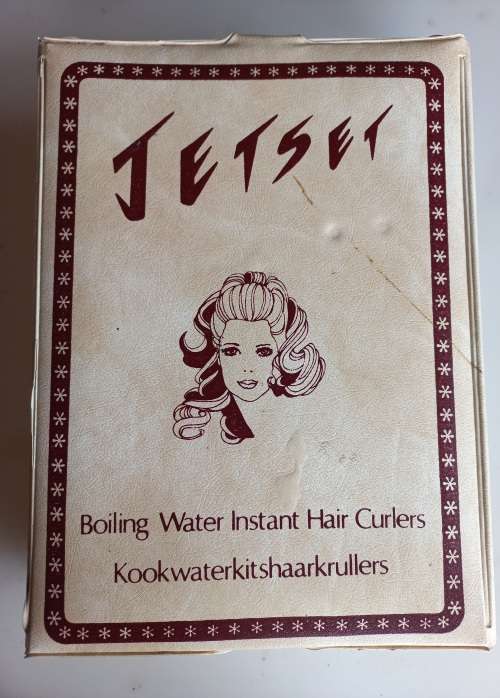 JETSET
Boiling Water Instant Hair Curlers
Kookwaterkitshaarkrullers